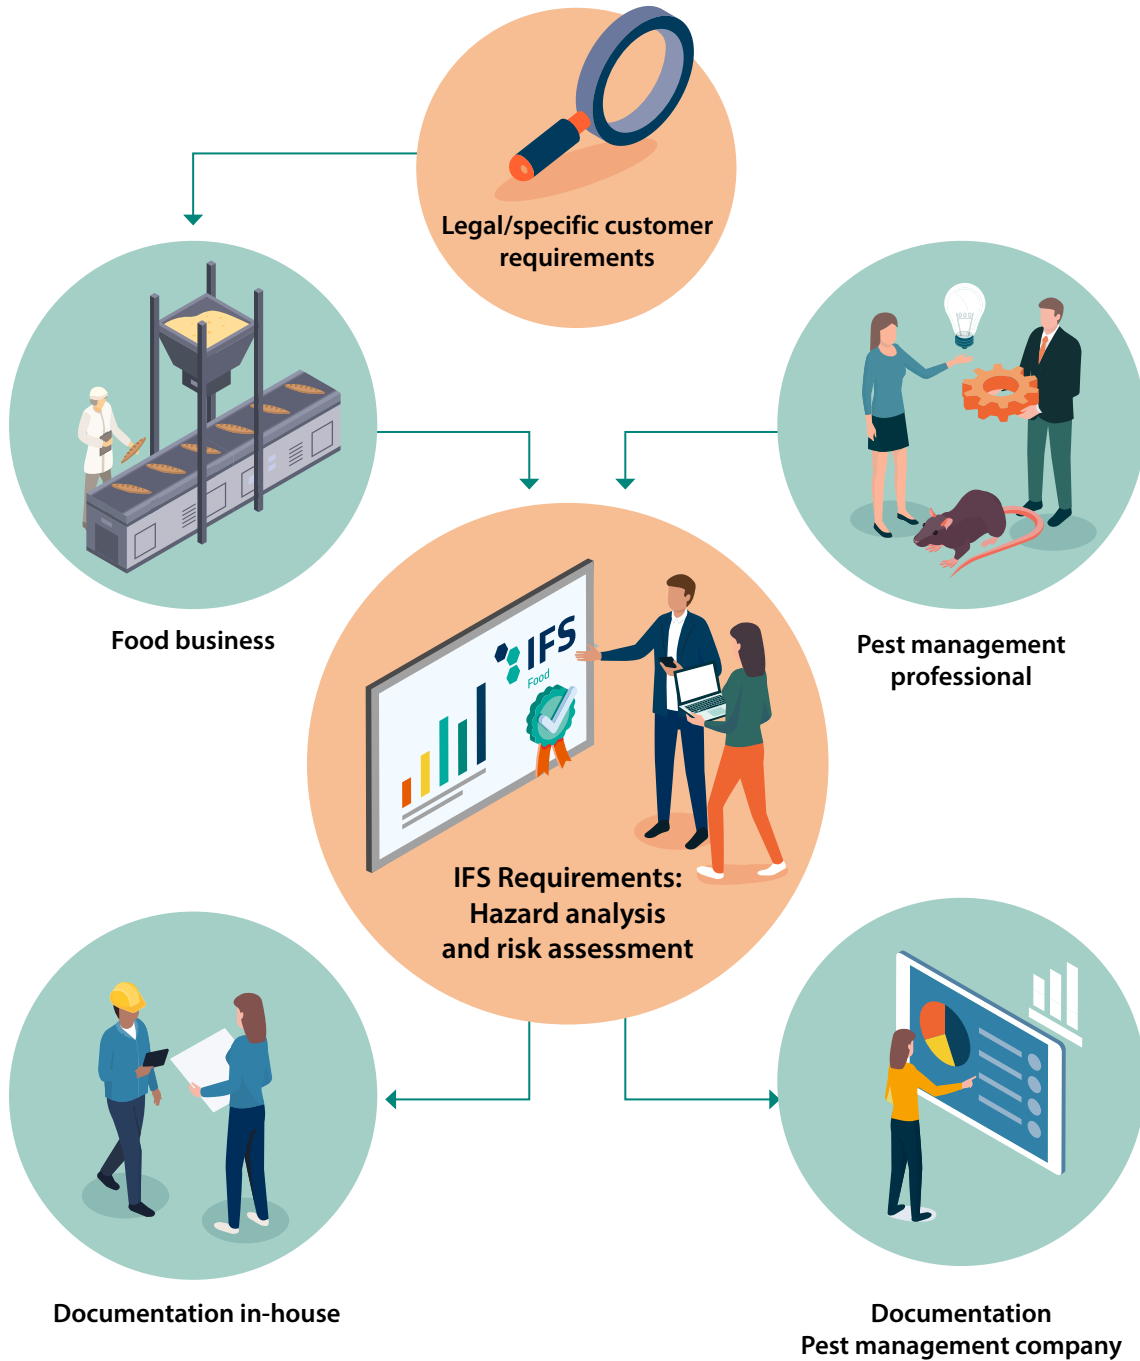 Legal/specific customer
requirements
Food business
Pest management
professional
IFS
Food
IFS Requirements:
Hazard analysis
and risk assessment
Documentation in-house
Documentation
Pest management company